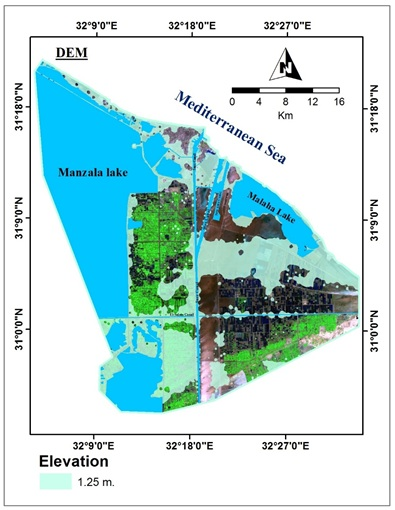 32°9'0"E 32°18'0"E 32°27'0"E
DEM
N
0 4 8 12 16
Km
Mediterranean Sea
31°18'0"N 31°18'0"N
Manzala lake
Malaha Lake
31°9'0"N 31°9'0"N
31°0'0"N 31°0'0"N
32°9'0"E 32°18'0"E 32°27'0"E
Elevation
1.25 m.